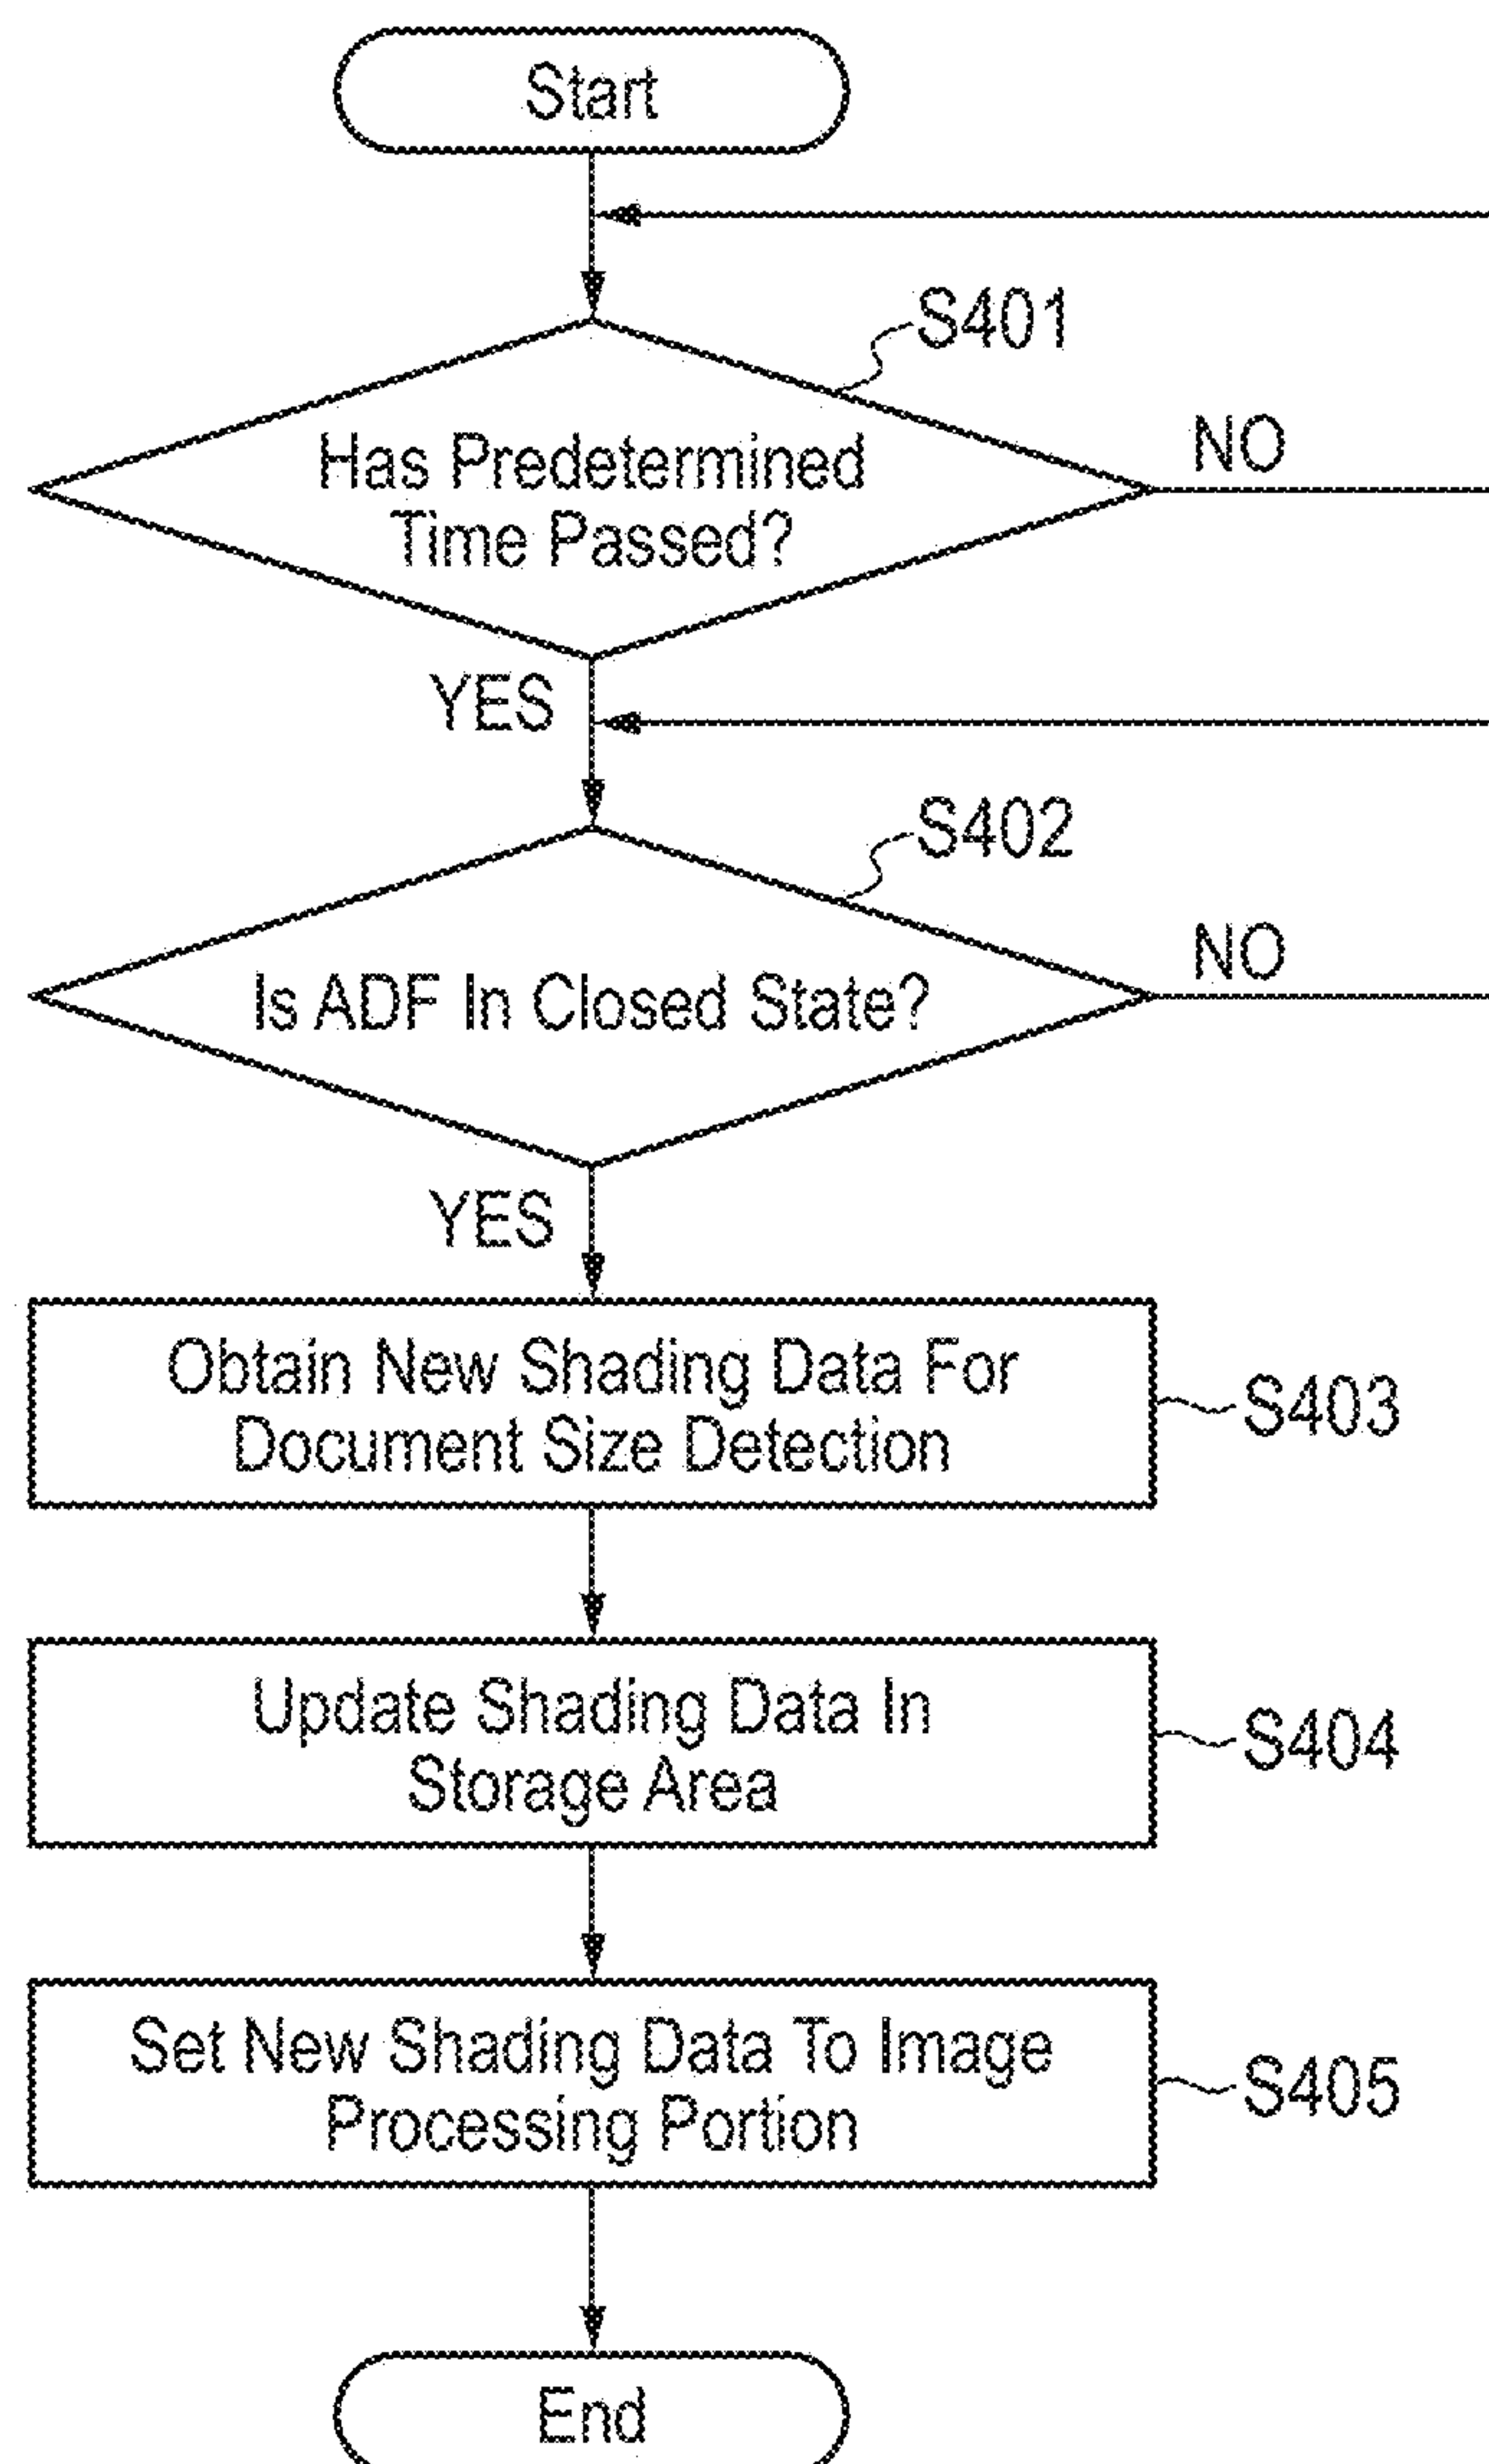 Start
S401
Has Predetermined
Time Passed?
NO
YES
S402
Is ADF In Closed State?
NO
YES
Obtain New Shading Data For
Document Size Detection
S403
Update Shading Data In
Storage Area
S404
Set New Shading Data To Image
Processing Portion
S405
End